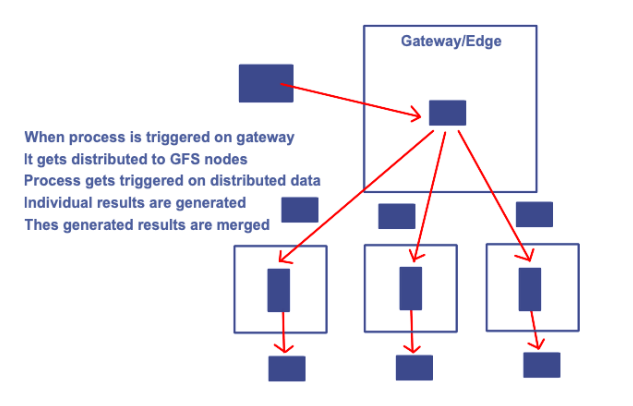 Gateway/Edge
When process is triggered on gateway
It gets distributed to GFS nodes
Process gets triggered on distributed data
Individual results are generated
Thes generated results are merged